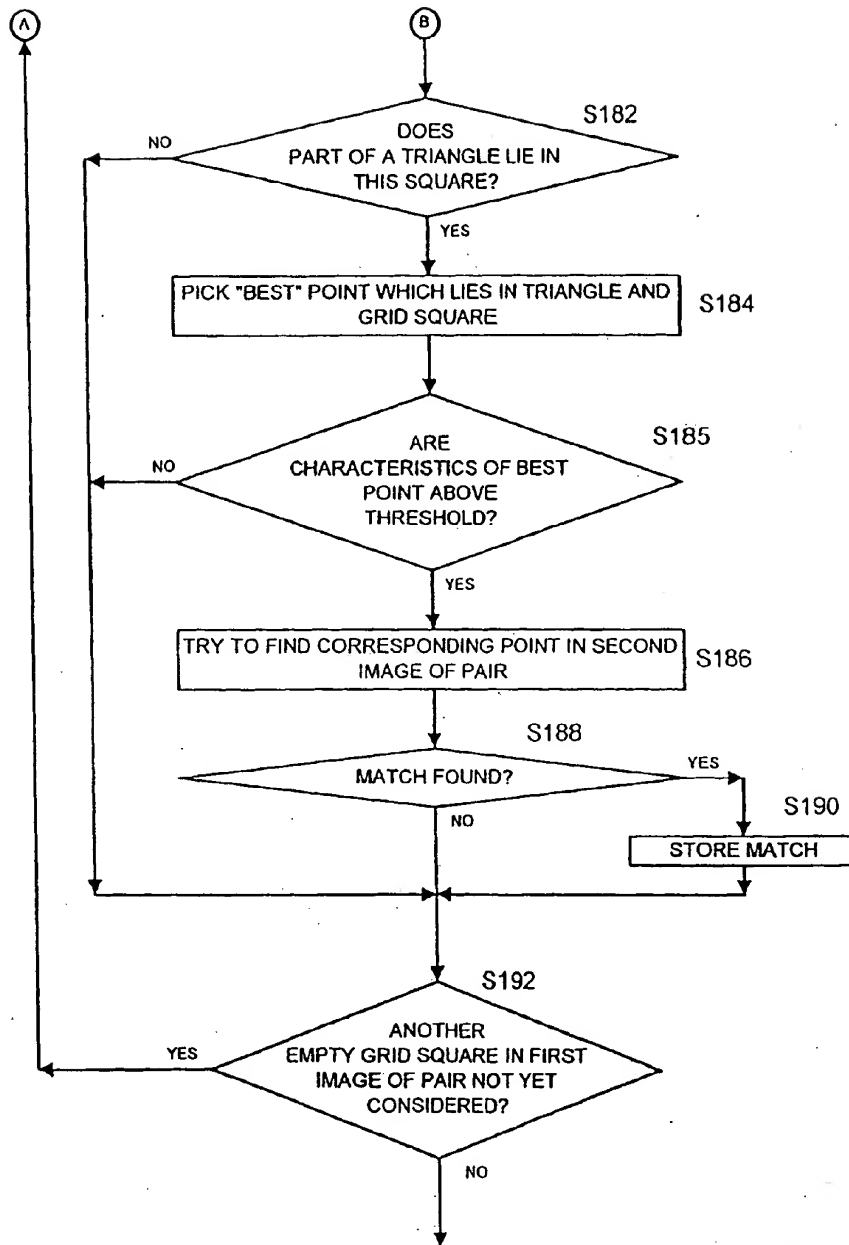 A
B
S182
DOES
PART OF A TRIANGLE LIE IN
THIS SQUARE?
NO
YES
PICK "BEST" POINT WHICH LIES IN TRIANGLE AND
GRID SQUARE
S184
S185
ARE
CHARACTERISTICS OF BEST
POINT ABOVE
THRESHOLD?
NO
YES
TRY TO FIND CORRESPONDING POINT IN SECOND
IMAGE OF PAIR
S186
S188
MATCH FOUND?
YES
NO
S190
STORE MATCH
S192
ANOTHER
EMPTY GRID SQUARE IN FIRST
IMAGE OF PAIR NOT YET
CONSIDERED?
YES
NO